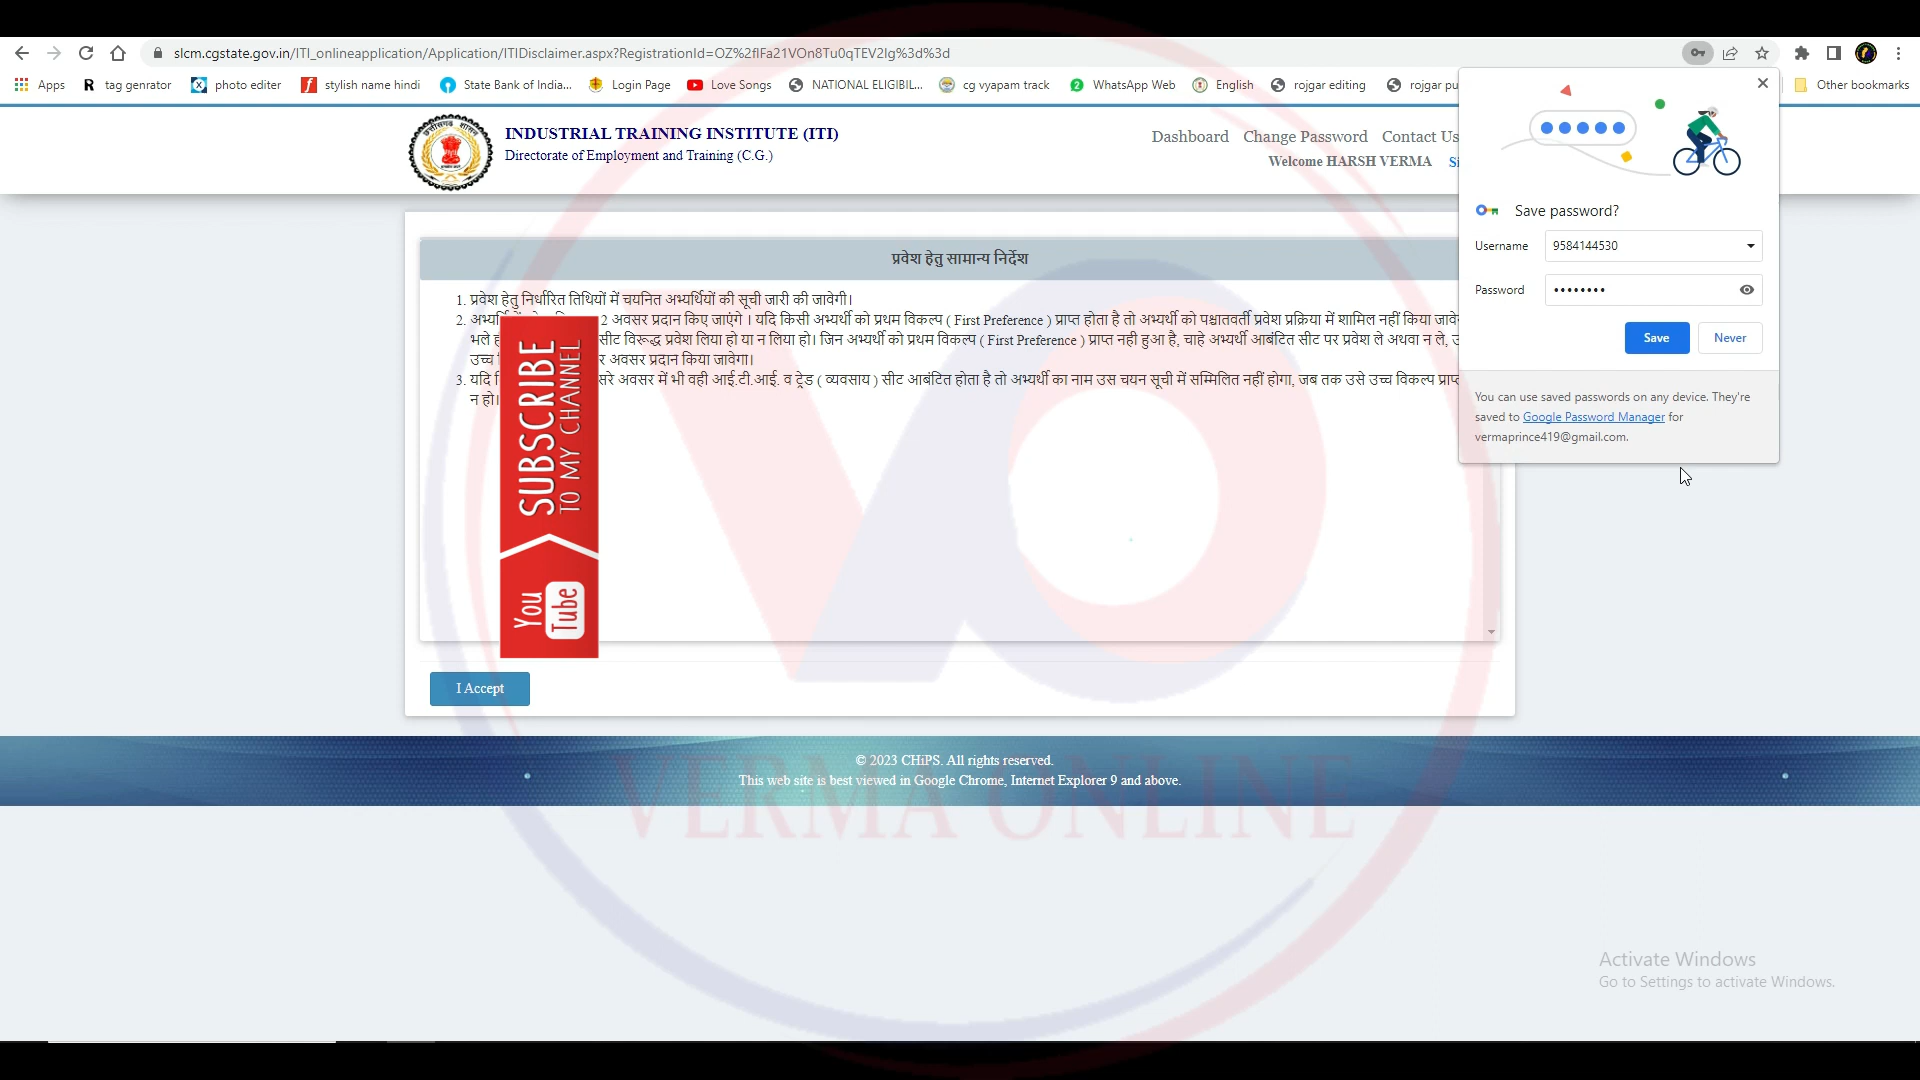 slcm.cgstate.gov.in/ITI_onlineapplication/Application/ITIDisclaimer.aspx?RegistrationId=OZ%2fIFa21VOn8Tu0qTEV2Ig%3d%3d
Apps tag genrator photo editer stylish name hindi State Bank of India... Login Page Love Songs NATIONAL ELIGIBIL... cg vyapam track WhatsApp Web English rojgar editing rojgar pu Other bookmarks
INDUSTRIAL TRAINING INSTITUTE (ITI)
Directorate of Employment and Training (C.G.)
Dashboard Change Password Contact Us
Welcome HARSH VERMA
Save password?
Username 9584144530
Password ••••••••
Save Never
You can use saved passwords on any device. They're
saved to Google Password Manager for
vermaprince419@gmail.com.
प्रवेश हेतु सामान्य निर्देश
1. प्रवेश हेतु निर्धारित तिथियों में चयनित अभ्यर्थियों की सूची जारी की जावेगी।
2. 2 अवसर प्रदान किए जाएंगे । यदि किसी अभ्यर्थी को प्रथम विकल्प ( First Preference ) प्राप्त होता है तो अभ्यर्थी को पश्चातवर्ती प्रवेश प्रक्रिया में शामिल नहीं किया
भले सीट विरूद्ध प्रवेश लिया हो या न लिया हो। जिन अभ्यर्थी को प्रथम विकल्प ( First Preference ) प्राप्त नही हुआ है, चाहे अभ्यर्थी आबंटित सीट पर प्रवेश ले अथवा न ले,
उच्च अवसर प्रदान किया जावेगा।
3. यदि अवसर में भी वही आई.टी.आई. व ट्रेड ( व्यवसाय ) सीट आबंटित होता है तो अभ्यर्थी का नाम उस चयन सूची में सम्मिलित नहीं होगा, जब तक उसे उच्च विकल्प
न हो।
SUBSCRIBE
TO MY CHANNEL
You
Tube
I Accept
© 2023 CHiPS. All rights reserved.
This web site is best viewed in Google Chrome, Internet Explorer 9 and above.
VERMA ONLINE
Activate Windows
Go to Settings to activate Windows.